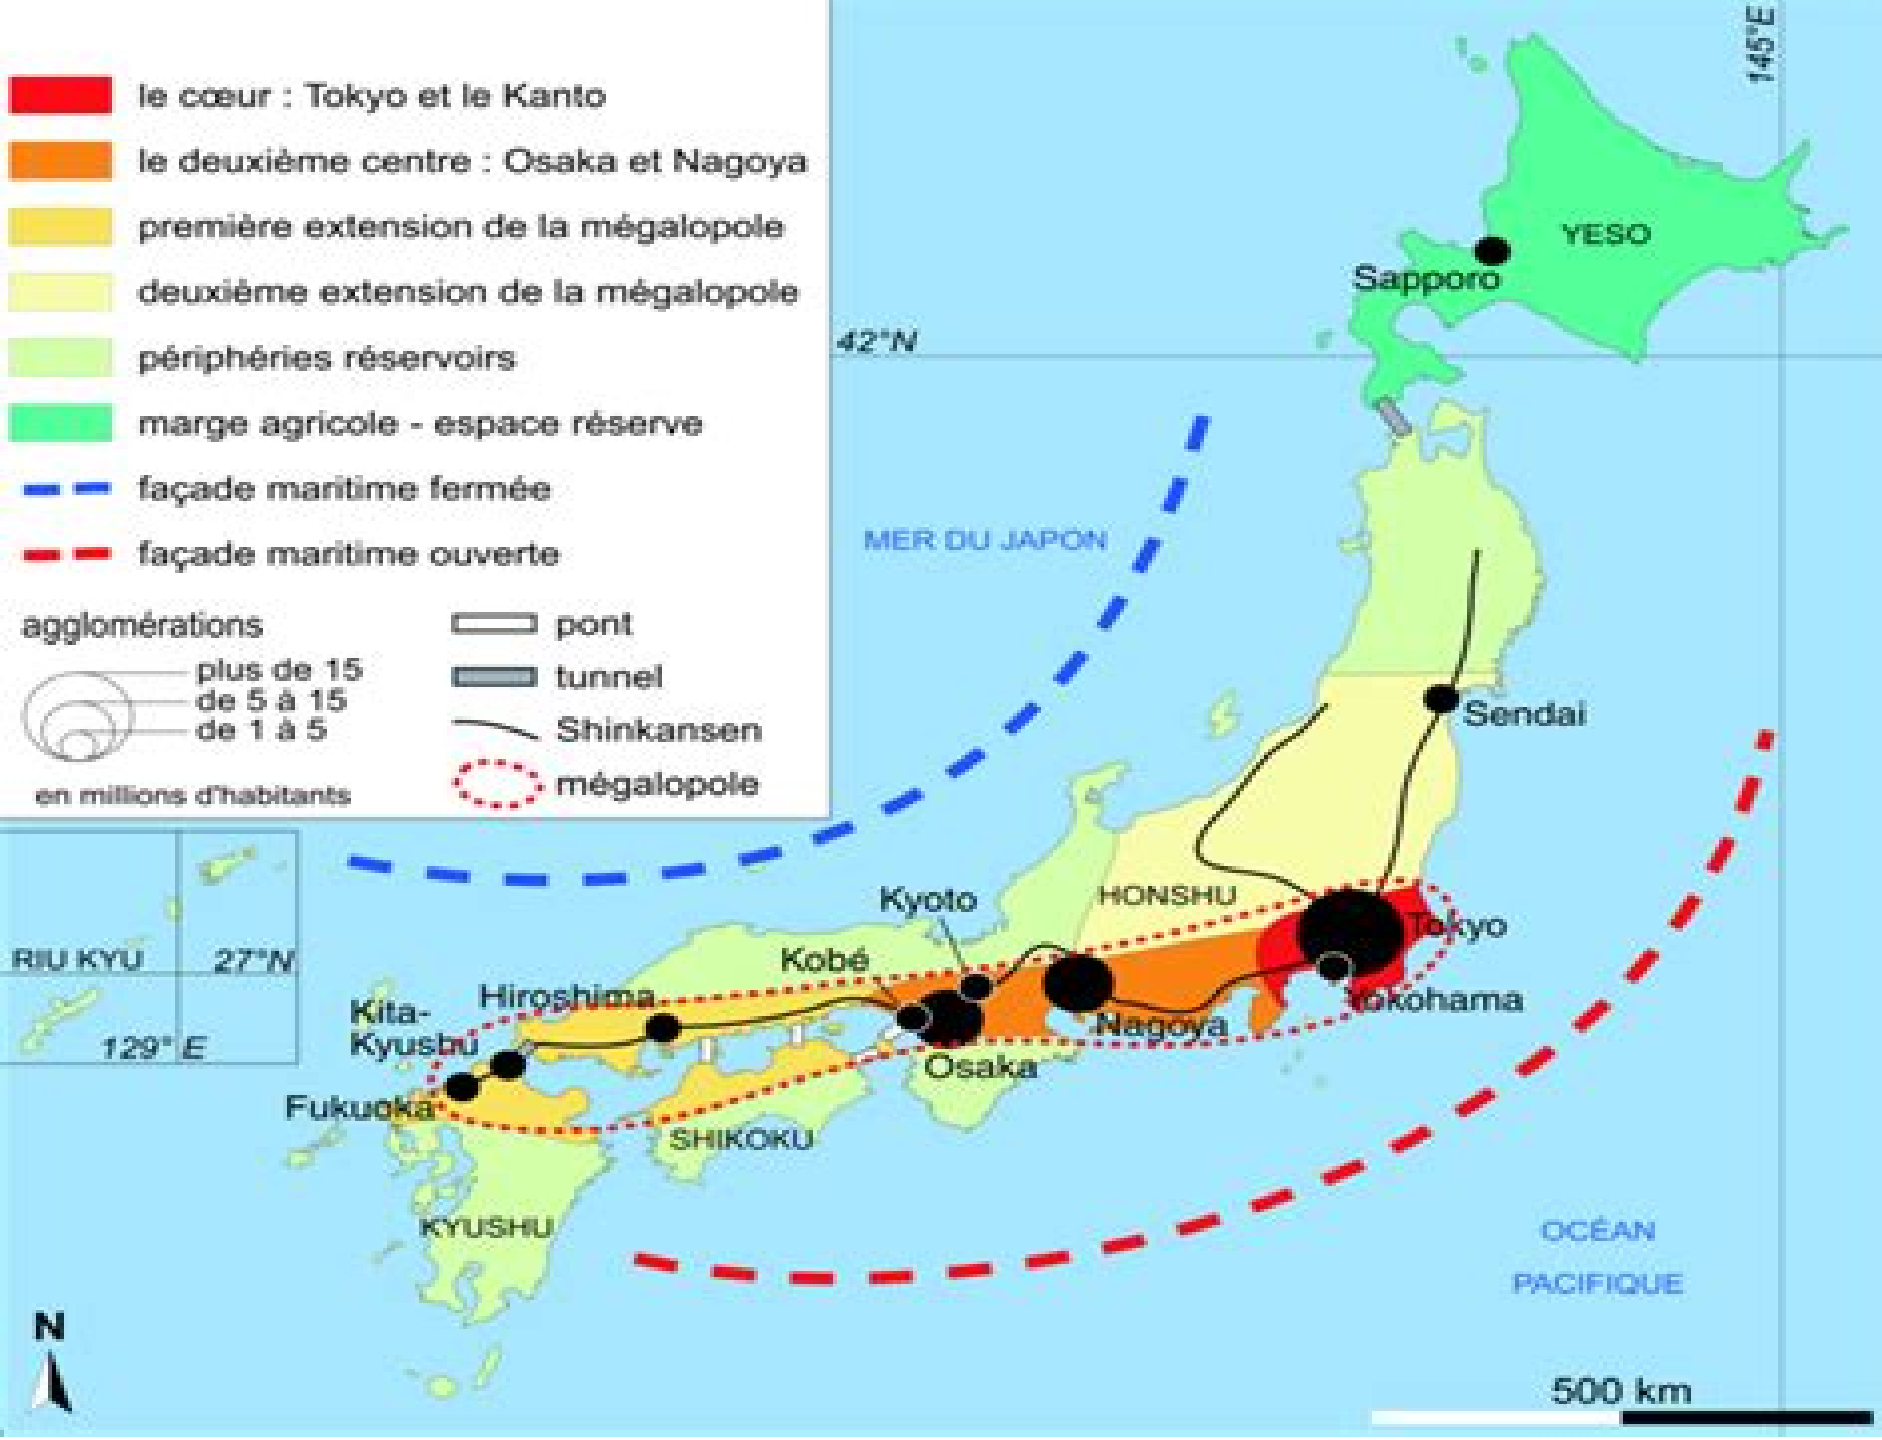 le cœur : Tokyo et le Kanto
le deuxième centre : Osaka et Nagoya
première extension de la mégalopole
deuxième extension de la mégalopole
périphéries réservoirs
marge agricole - espace réserve
façade maritime fermée
façade maritime ouverte
agglomérations
plus de 15
de 5 à 15
de 1 à 5
en millions d'habitants
pont
tunnel
Shinkansen
mégalopole
145°E
YESO
Sapporo
42°N
MER DU JAPON
Sendai
HONSHU
Kyoto
Tokyo
Kobé
RIU KYU
27°N
Hiroshima
Yokohama
Kita-
Kyushu
Nagoya
129° E
Osaka
Fukuoka
SHIKOKU
KYUSHU
OCÉAN
PACIFIQUE
N
500 km